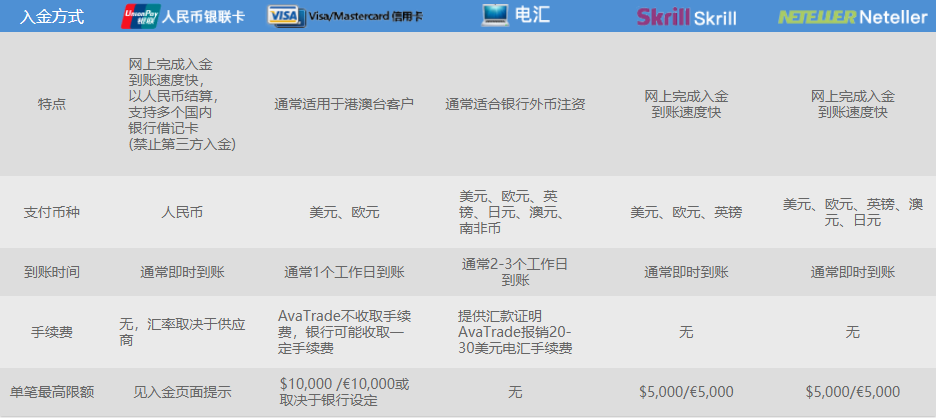 入金方式 UnionPay 银联 人民币银联卡 VISA Visa/Mastercard 信用卡 电汇 Skrill Skrill NETELLER Neteller
特点
网上完成入金
到账速度快，
以人民币结算，
支持多个国内
银行借记卡
(禁止第三方入金)
通常适用于港澳台客户
通常适合银行外币注资
网上完成入金
到账速度快
网上完成入金
到账速度快
支付币种
人民币
美元、欧元
美元、欧元、英
镑、日元、澳元、
南非币
美元、欧元、英镑
美元、欧元、英镑、澳
元、日元
到账时间
通常即时到账
通常1个工作日到账
通常2-3个工作日
到账
通常即时到账
通常即时到账
手续费
无，汇率取决于供应
商
AvaTrade不收取手续
费，银行可能收取一
定手续费
提供汇款证明
AvaTrade报销20-
30美元电汇手续费
无
无
单笔最高限额
见入金页面提示
$10,000 /€10,000或
取决于银行设定
无
$5,000/€5,000
$5,000/€5,000